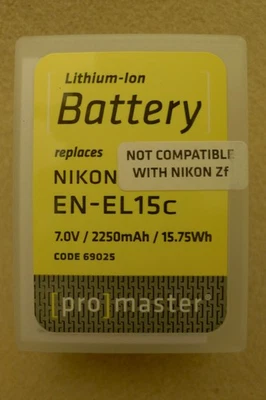 Lithium-Ion
Battery
replaces
NIKON
EN-EL15c
NOT COMPATIBLE
WITH NIKON Zf
7.0V / 2250mAh / 15.75Wh
CODE 69025
[pro]master